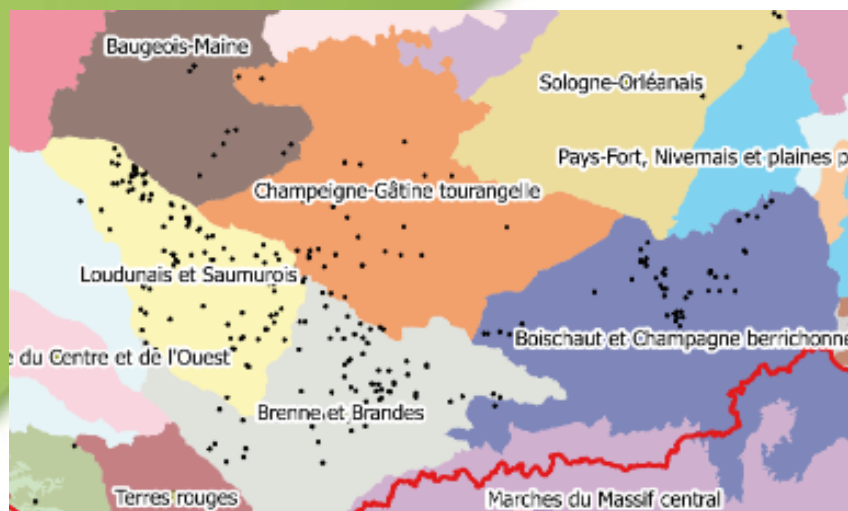 Baugeois-Maine
Sologne-Orléanais
Pays-Fort, Nivernais et plaines p
Champeigne-Gâtine tourangelle
Loudunais et Saumurois
Boischaut et Champagne berrichonne
e du Centre et de l'Ouest
Brenne et Brandes
Terres rouges
Marches du Massif central